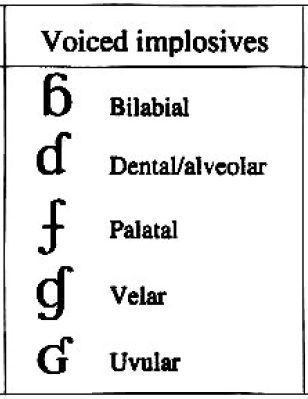 Voiced implosives
ɓ Bilabial
ɗ Dental/alveolar
ʄ Palatal
ɠ Velar
ʛ Uvular